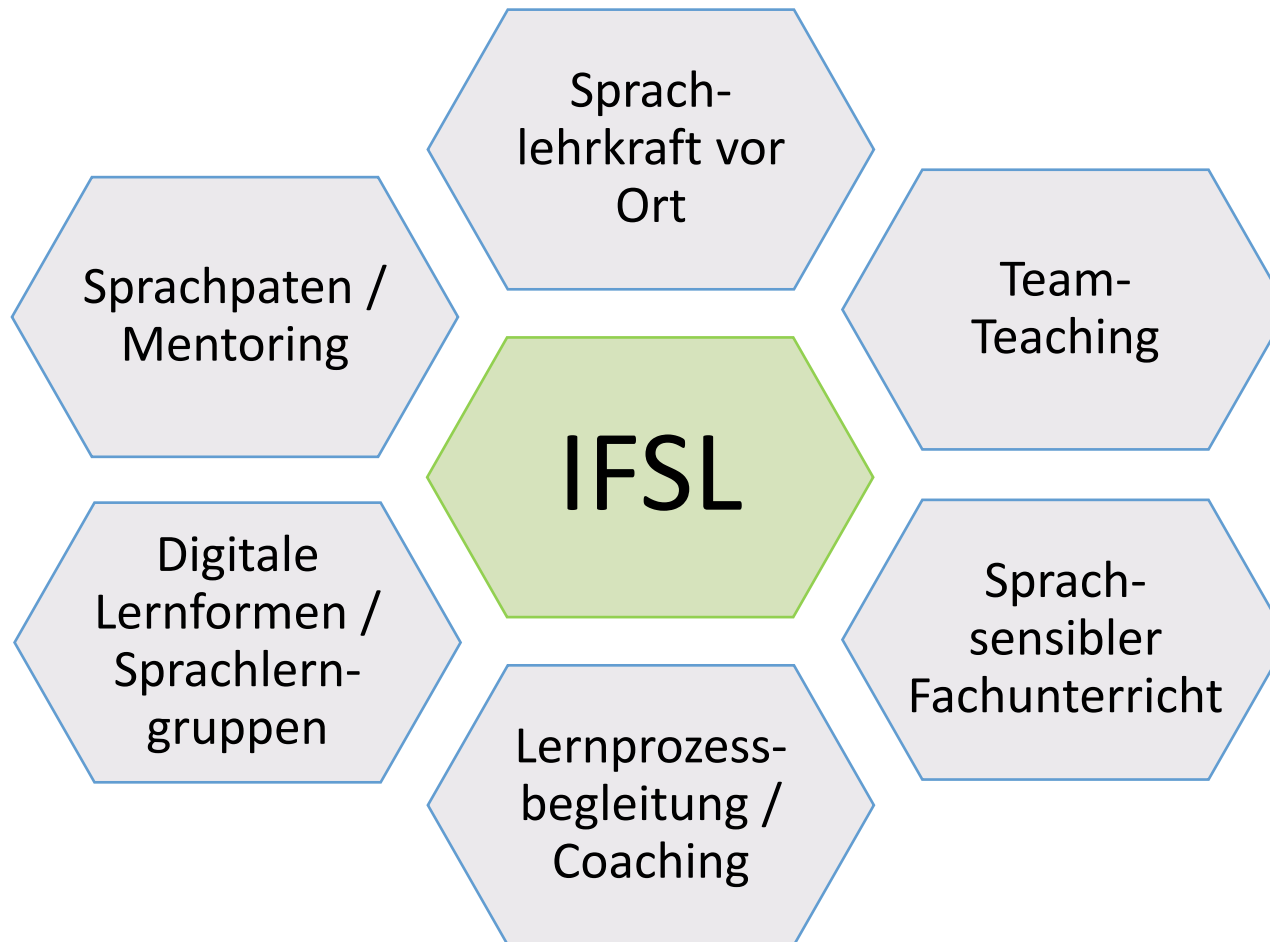 Sprach-
lehrkraft vor
Ort
Sprachpaten /
Mentoring
Team-
Teaching
IFSL
Digitale
Lernformen /
Sprachlern-
gruppen
Sprach-
sensibler
Fachunterricht
Lernprozess-
begleitung /
Coaching